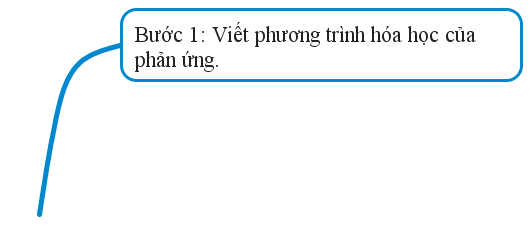 Bước 1: Viết phương trình hóa học của
phản ứng.